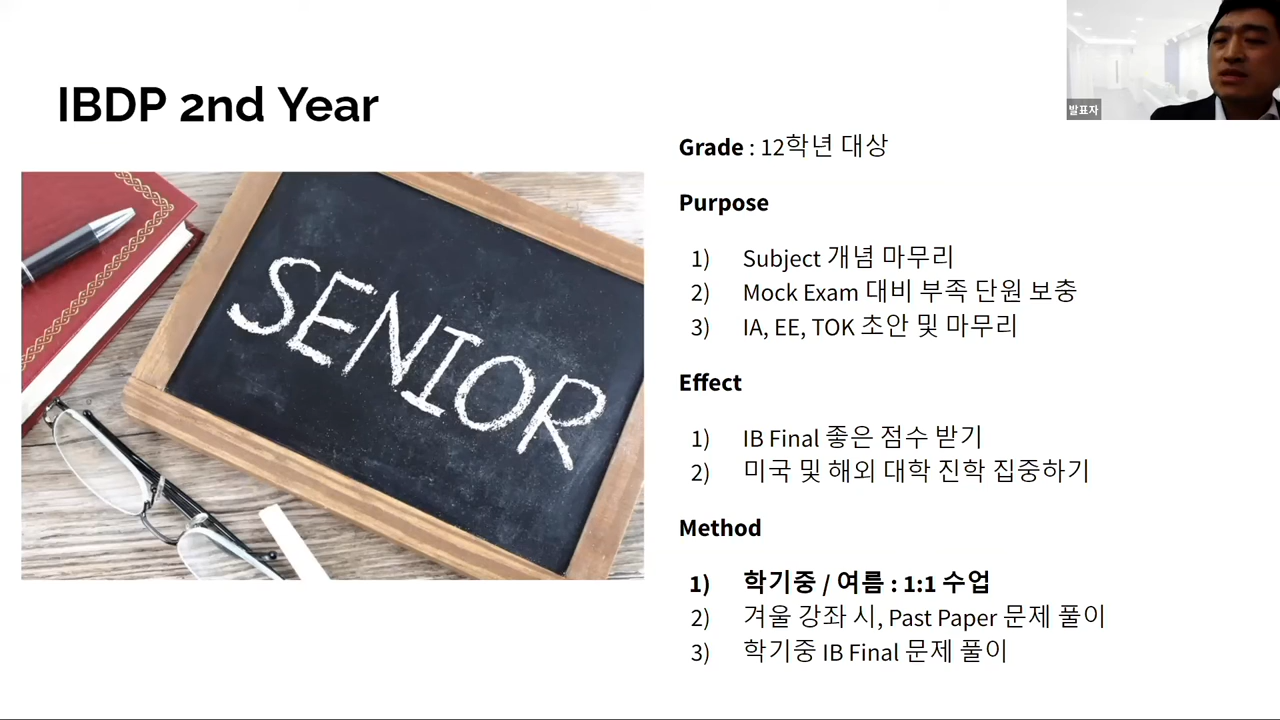 IBDP 2nd Year
발표자
Grade : 12학년 대상
Purpose
1) Subject 개념 마무리
2) Mock Exam 대비 부족 단원 보충
3) IA, EE, TOK 초안 및 마무리
Effect
1) IB Final 좋은 점수 받기
2) 미국 및 해외 대학 진학 집중하기
Method
1) 학기중 / 여름 : 1:1 수업
2) 겨울 강좌 시, Past Paper 문제 풀이
3) 학기중 IB Final 문제 풀이
SENIOR